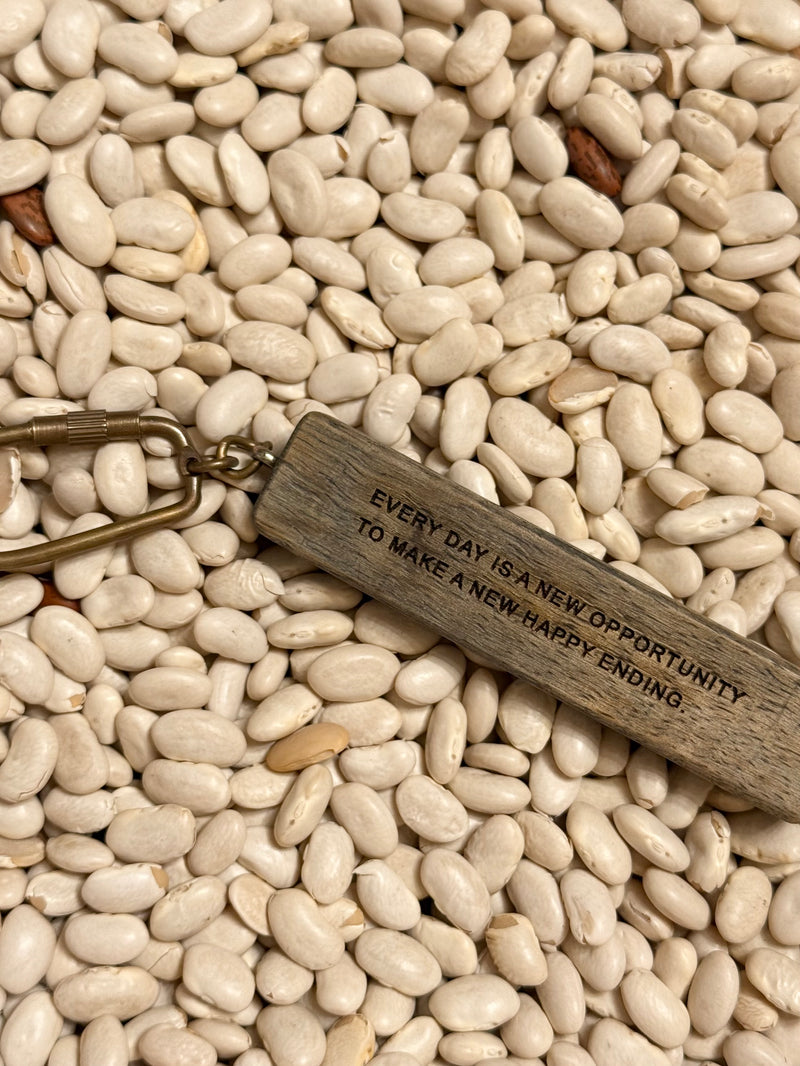 EVERY DAY IS A NEW OPPORTUNITY
TO MAKE A NEW HAPPY ENDING.